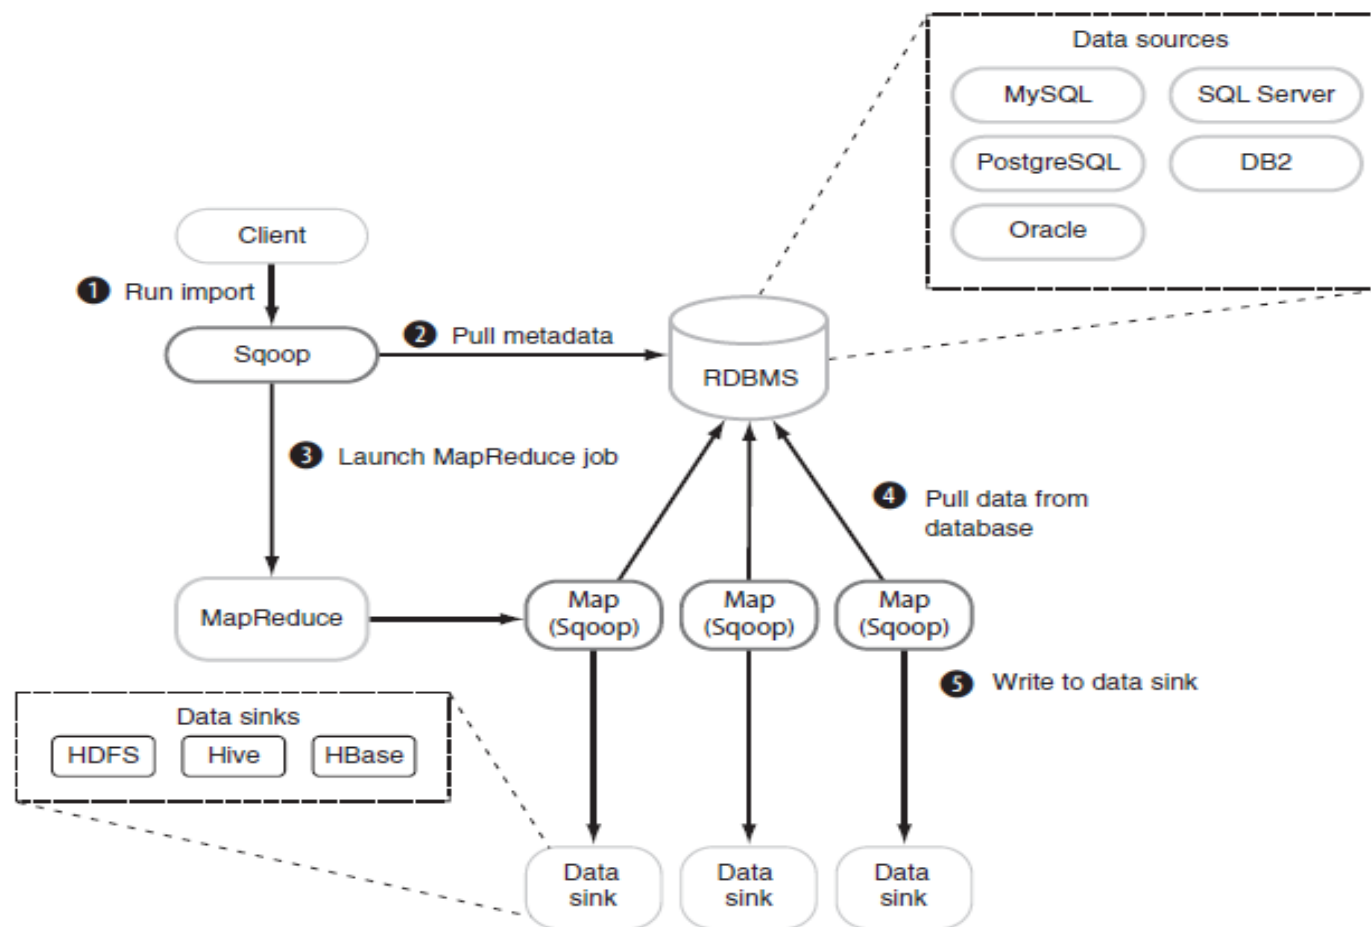 Data sources
MySQL
SQL Server
PostgreSQL
DB2
Oracle
Client
1 Run import
Sqoop
2 Pull metadata
RDBMS
3 Launch MapReduce job
4 Pull data from
database
MapReduce
Map
(Sqoop)
Map
(Sqoop)
Map
(Sqoop)
5 Write to data sink
Data sinks
HDFS
Hive
HBase
Data
sink
Data
sink
Data
sink